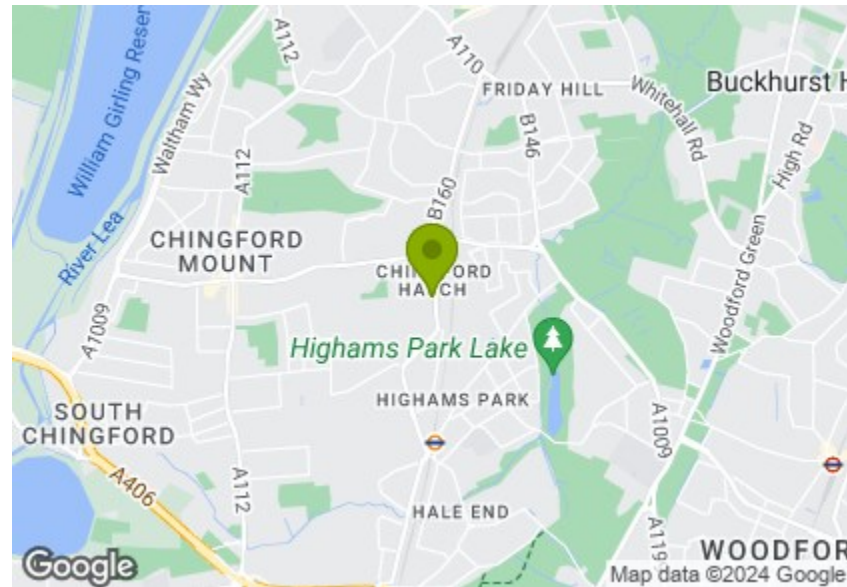 A112
A110
FRIDAY HILL
Buckhurst H
William Girling Reser
Waltham Wy
Whitehall Rd
High Rd
B146
A112
B160
River Lea
CHINGFORD
MOUNT
CHINGFORD
HATCH
Woodford Green
A1009
Highams Park Lake
HIGHAMS PARK
SOUTH
CHINGFORD
A1009
A406
A112
HALE END
A119
WOODFOR
Google
Map data ©2024 Google